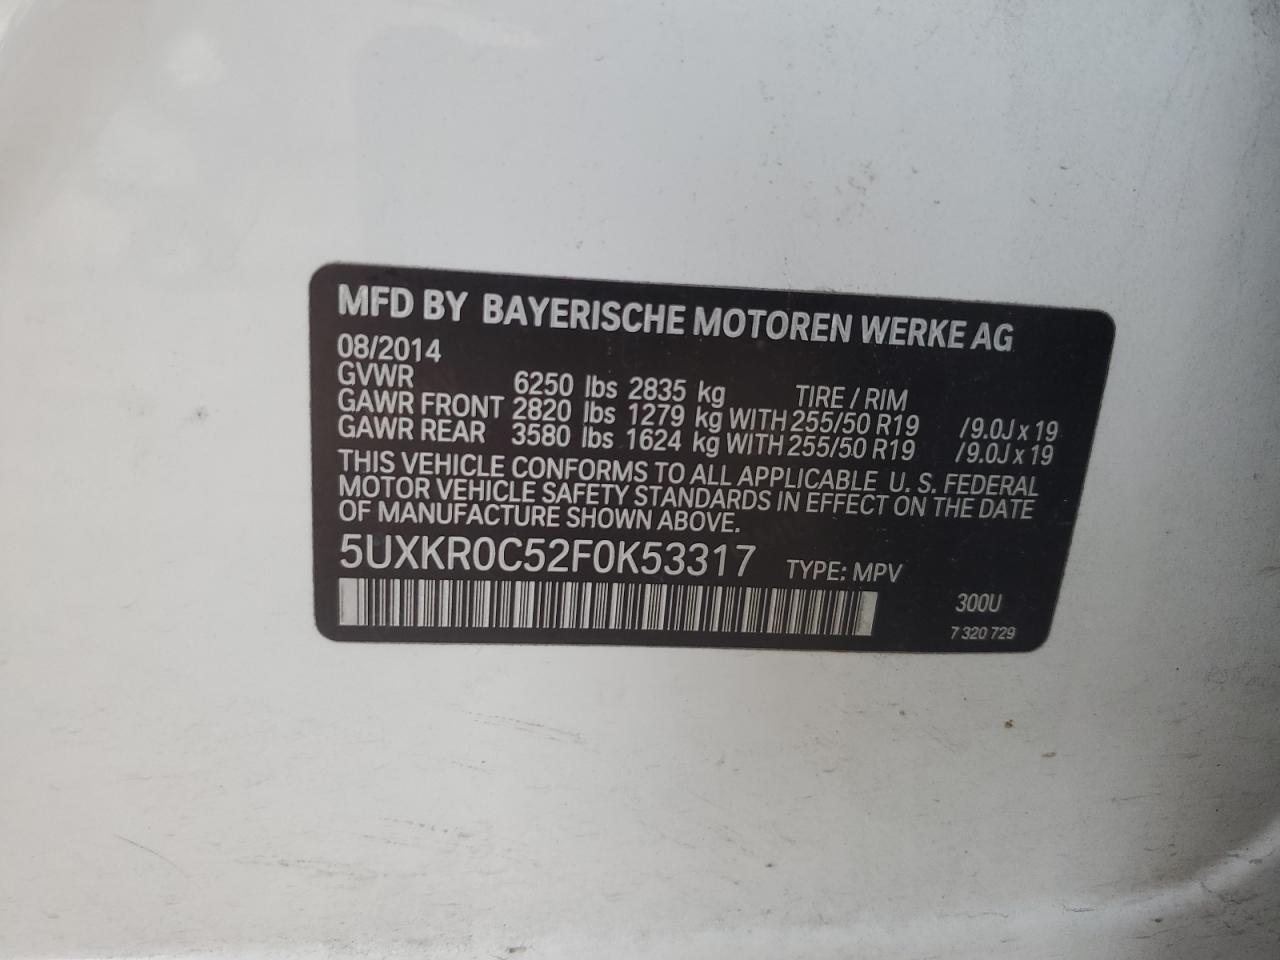 MFD BY BAYERISCHE MOTOREN WERKE AG
08/2014
GVWR 6250 lbs 2835 kg TIRE / RIM
GAWR FRONT 2820 lbs 1279 kg WITH 255/50 R19 /9.0J x 19
GAWR REAR 3580 lbs 1624 kg WITH 255/50 R19 /9.0J x 19
THIS VEHICLE CONFORMS TO ALL APPLICABLE U. S. FEDERAL
MOTOR VEHICLE SAFETY STANDARDS IN EFFECT ON THE DATE
OF MANUFACTURE SHOWN ABOVE.
5UXKR0C52F0K53317 TYPE: MPV
300U
7 320 729